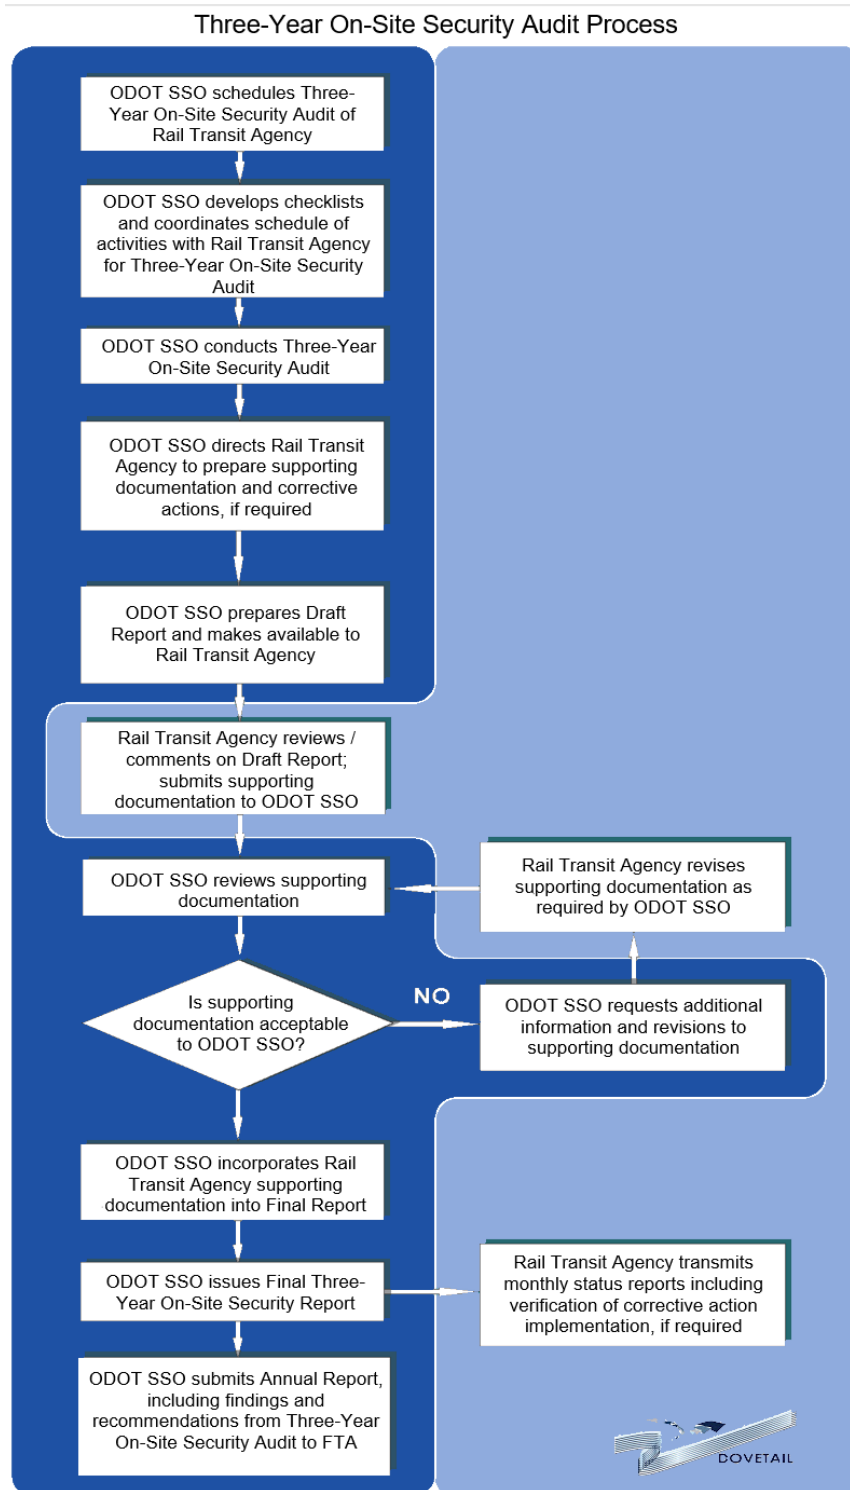 Three-Year On-Site Security Audit Process
ODOT SSO schedules Three-
Year On-Site Security Audit of
Rail Transit Agency
ODOT SSO develops checklists
and coordinates schedule of
activities with Rail Transit Agency
for Three-Year On-Site Security
Audit
ODOT SSO conducts Three-Year
On-Site Security Audit
ODOT SSO directs Rail Transit
Agency to prepare supporting
documentation and corrective
actions, if required
ODOT SSO prepares Draft
Report and makes available to
Rail Transit Agency
Rail Transit Agency reviews /
comments on Draft Report;
submits supporting
documentation to ODOT SSO
ODOT SSO reviews supporting
documentation
Rail Transit Agency revises
supporting documentation as
required by ODOT SSO
Is supporting
documentation acceptable
to ODOT SSO?
NO
ODOT SSO requests additional
information and revisions to
supporting documentation
ODOT SSO incorporates Rail
Transit Agency supporting
documentation into Final Report
ODOT SSO issues Final Three-
Year On-Site Security Report
Rail Transit Agency transmits
monthly status reports including
verification of corrective action
implementation, if required
ODOT SSO submits Annual Report,
including findings and
recommendations from Three-Year
On-Site Security Audit to FTA
DOVETAIL